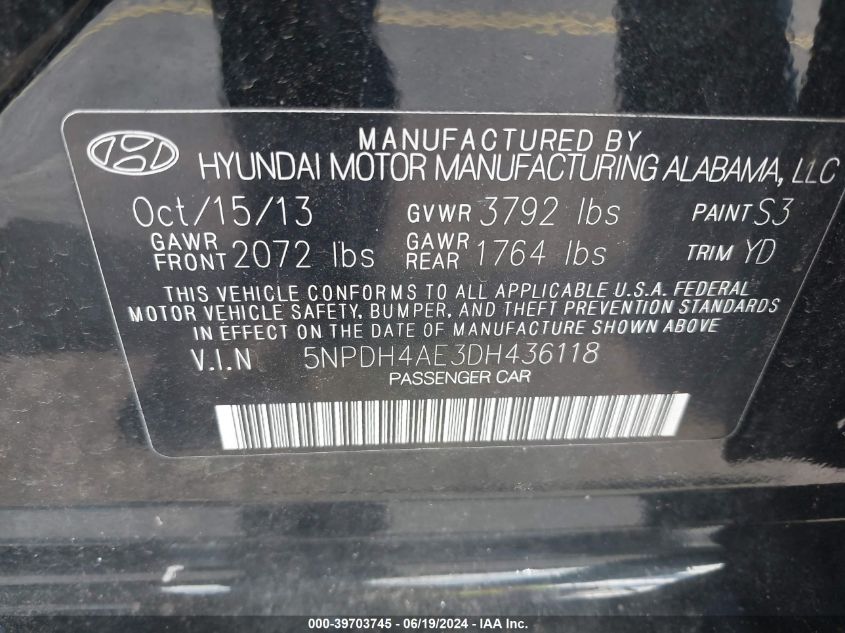 MANUFACTURED BY
HYUNDAI MOTOR MANUFACTURING ALABAMA, LLC
Oct/15/13 GVWR 3792 lbs PAINT S3
GAWR FRONT 2072 lbs GAWR REAR 1764 lbs TRIM YD
THIS VEHICLE CONFORMS TO ALL APPLICABLE U.S.A. FEDERAL
MOTOR VEHICLE SAFETY, BUMPER, AND THEFT PREVENTION STANDARDS
IN EFFECT ON THE DATE OF MANUFACTURE SHOWN ABOVE
V.I.N 5NPDH4AE3DH436118
PASSENGER CAR
000-39703745 - 06/19/2024 - IAA Inc.